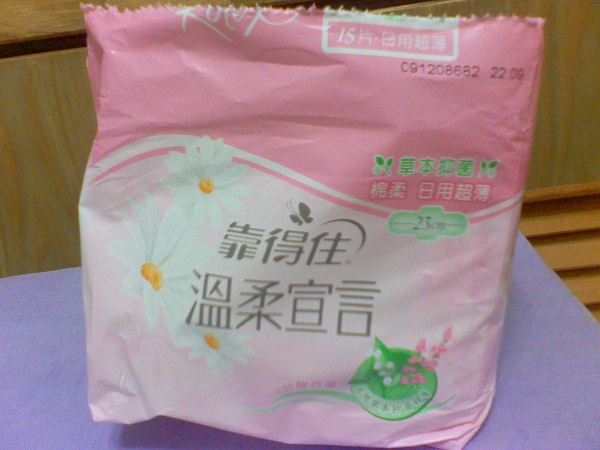 Kotex
15片·日用超薄
C91208682 22:09
草本抑菌
棉柔 日用超薄
23cm
靠得住
溫柔宣言